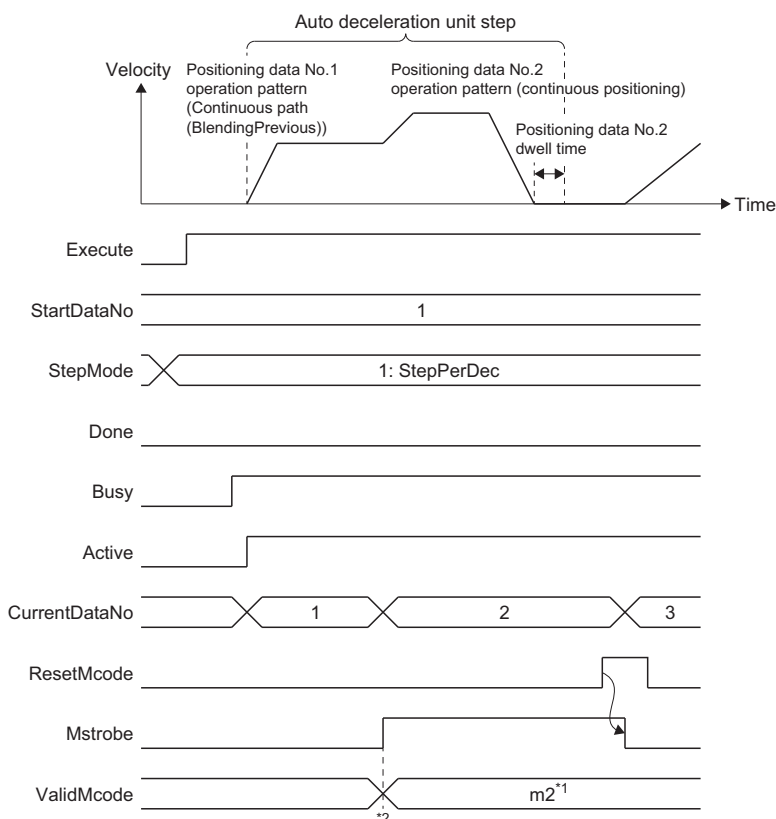 Auto deceleration unit step
Velocity
Positioning data No.1
operation pattern
(Continuous path
(BlendingPrevious))
Positioning data No.2
operation pattern (continuous positioning)
Positioning data No.2
dwell time
Time
Execute
StartDataNo
1
StepMode
1: StepPerDec
Done
Busy
Active
CurrentDataNo
1
2
3
ResetMcode
Mstrobe
ValidMcode
m2*1
*2